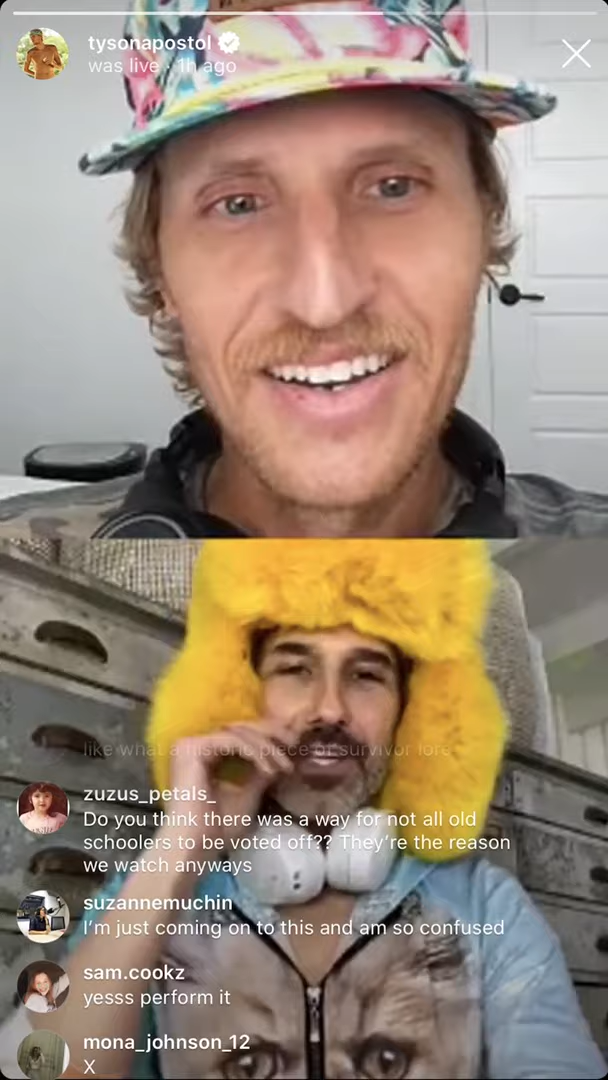 tysonapostol
was live · 1h ago
like what a historic piece of survivor lore
zuzus_petals_
Do you think there was a way for not all old
schoolers to be voted off?? They're the reason
we watch anyways
suzannemuchin
I'm just coming on to this and am so confused
sam.cookz
yesss perform it
mona_johnson_12
X